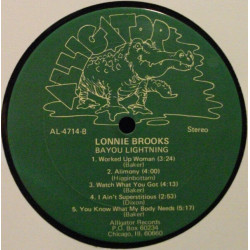 ALLIGATOR
AL-4714-B
Stereo
LONNIE BROOKS
BAYOU LIGHTNING
1. Worked Up Woman (3:24)
(Baker)
2. Alimony (4:00)
(Higginbottam)
3. Watch What You Got (4:13)
(Baker)
4. I Ain't Superstitious (2:53)
(Dixon)
5. You Know What My Body Needs (5:17)
(Baker)
Alligator Records
P.O. Box 60234
Chicago, Ill. 60660